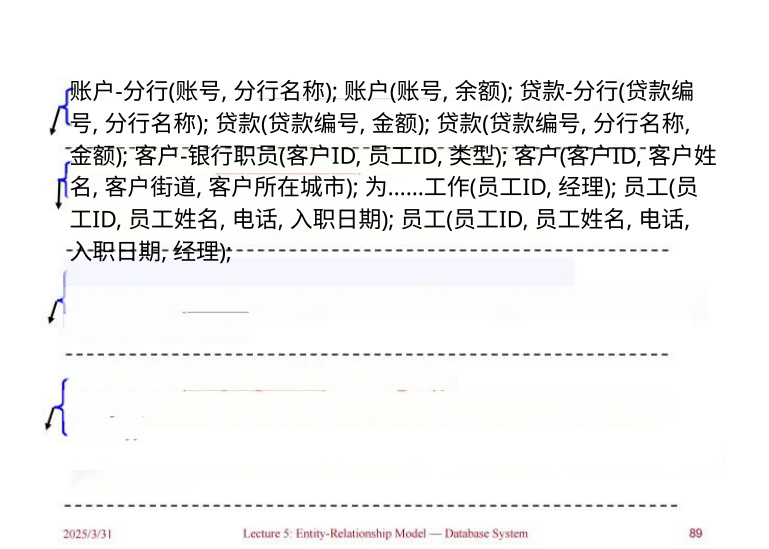 账户-分行(账号, 分行名称); 账户(账号, 余额); 贷款-分行(贷款编
号, 分行名称); 贷款(贷款编号, 金额); 贷款(贷款编号, 分行名称,
金额); 客户-银行职员(客户ID, 员工ID, 类型); 客户(客户ID, 客户姓
名, 客户街道, 客户所在城市); 为......工作(员工ID, 经理); 员工(员
工ID, 员工姓名, 电话, 入职日期); 员工(员工ID, 员工姓名, 电话,
入职日期, 经理);
2025/3/31 Lecture 5: Entity-Relationship Model — Database System 89